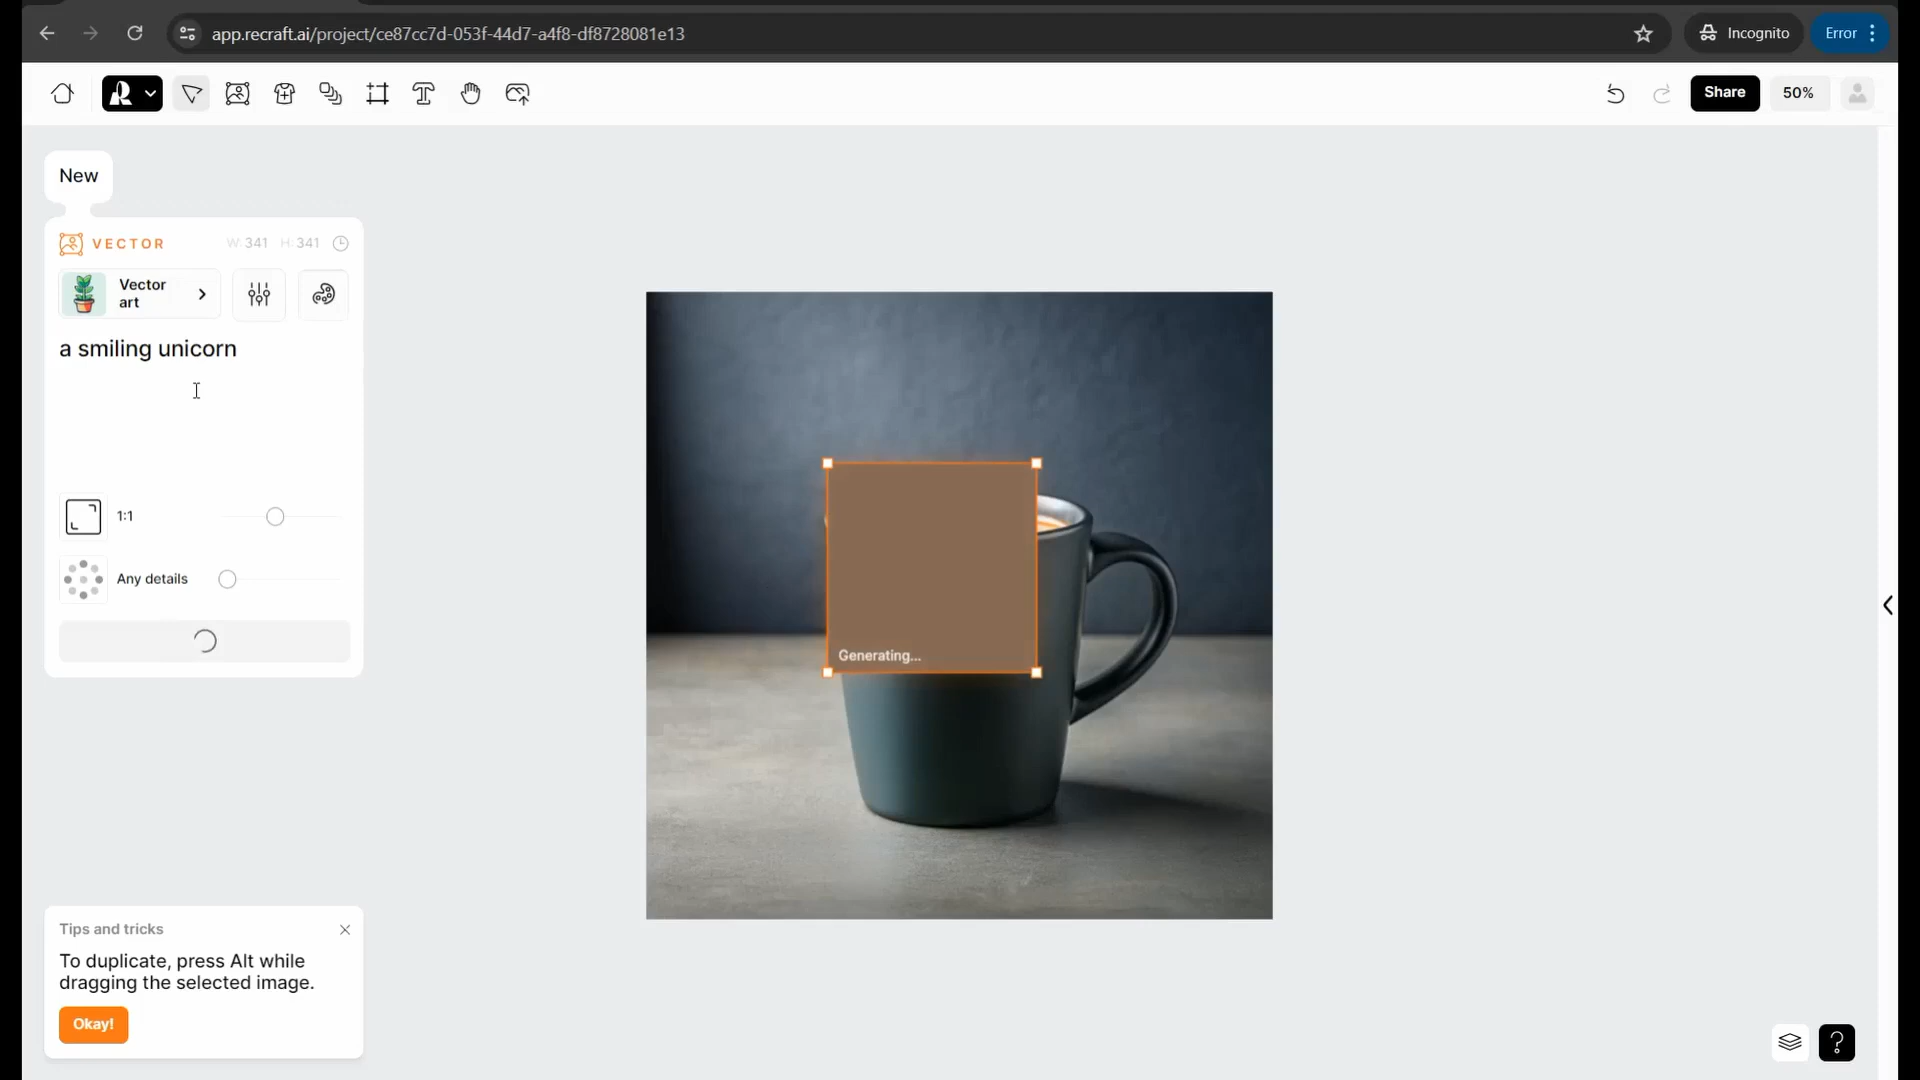 app.recraft.ai/project/ce87cc7d-053f-44d7-a4f8-df8728081e13
Incognito
Error
Share
50%
New
VECTOR
W: 341 H: 341
Vector
art
a smiling unicorn
1:1
Any details
Generating...
Tips and tricks
To duplicate, press Alt while
dragging the selected image.
Okay!